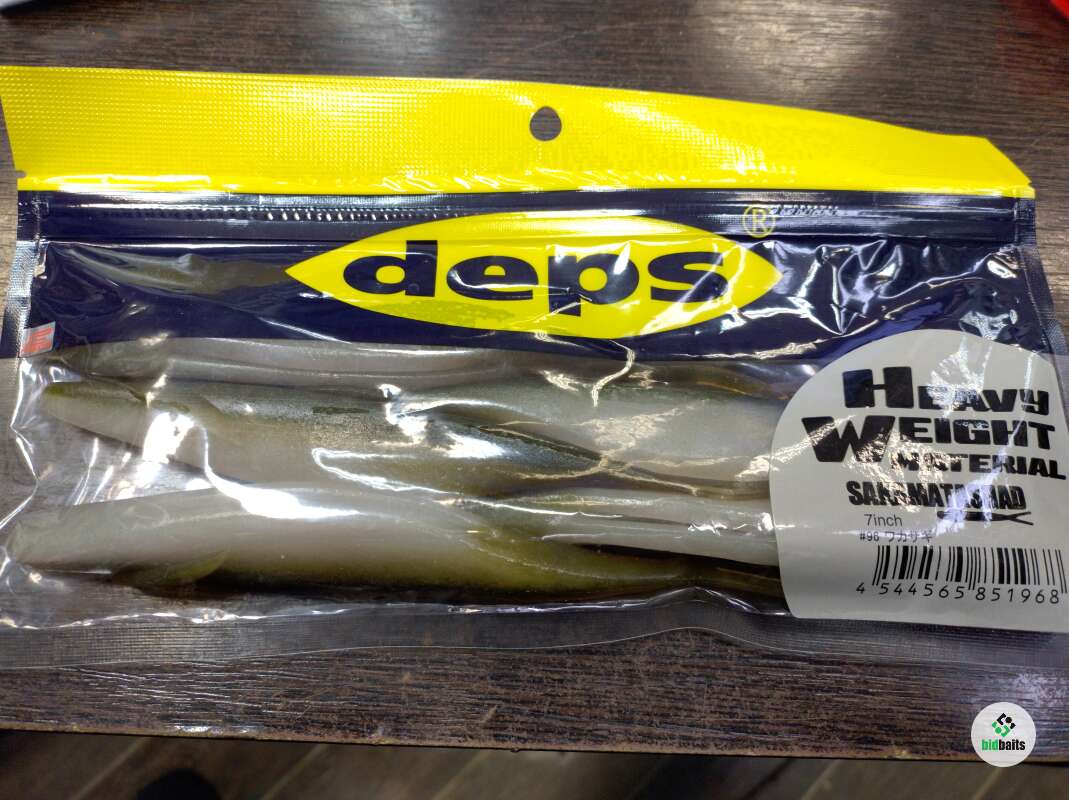 deps®
HEAVY
WEIGHT
MATERIAL
SAKAMATA SHAD
7inch
#96 ワカサギ
4 544565 851968
bidbaits